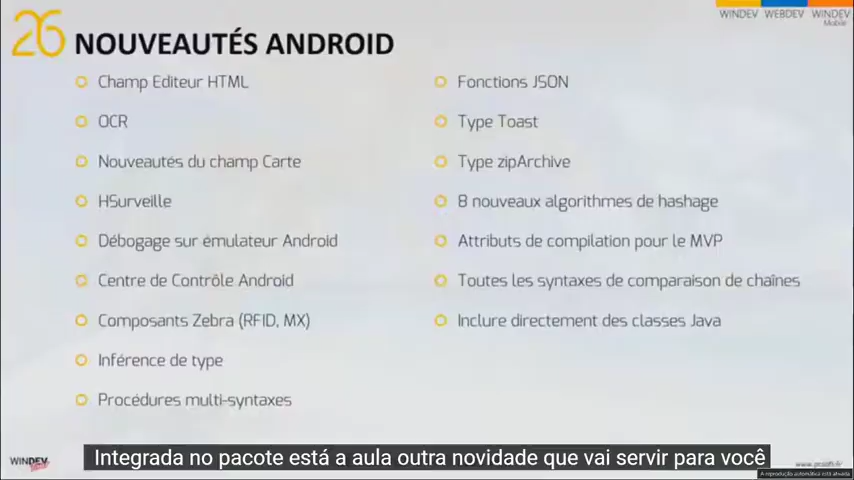 26
NOUVEAUTÉS ANDROID
WINDEV WEBDEV WINDEV
Mobile
Champ Editeur HTML
OCR
Nouveautés du champ Carte
HSurveille
Débogage sur émulateur Android
Centre de Contrôle Android
Composants Zebra (RFID, MX)
Inférence de type
Procédures multi-syntaxes
Fonctions JSON
Type Toast
Type zipArchive
8 nouveaux algorithmes de hashage
Attributs de compilation pour le MVP
Toutes les syntaxes de comparaison de chaînes
Inclure directement des classes Java
WINDEV
Integrada no pacote está a aula outra novidade que vai servir para você
A reprodução automática está ativada